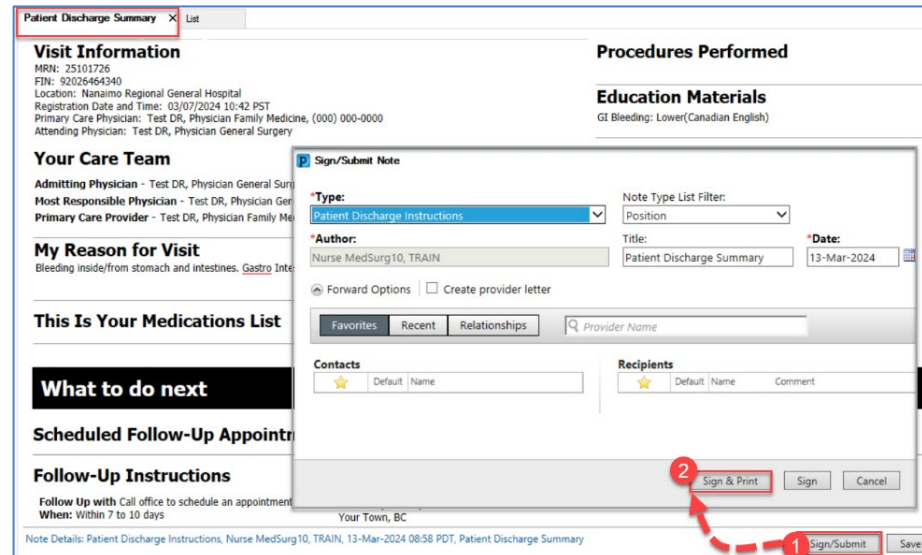 Patient Discharge Summary X List
Visit Information
MRN: 25101726
FIN: 92026464340
Location: Nanaimo Regional General Hospital
Registration Date and Time: 03/07/2024 10:42 PST
Primary Care Physician: Test DR, Physician Family Medicine, (000) 000-0000
Attending Physician: Test DR, Physician General Surgery
Procedures Performed
Education Materials
GI Bleeding: Lower(Canadian English)
Your Care Team
Admitting Physician - Test DR, Physician General
Most Responsible Physician - Test DR, Physician
Primary Care Provider - Test DR, Physician Family
My Reason for Visit
Bleeding inside/from stomach and intestines. Gastro
This Is Your Medications List
What to do next
Scheduled Follow-Up
Follow-Up Instructions
Follow Up with Call office to schedule an appointment
When: Within 7 to 10 days
Your Town, BC
Sign/Submit Note
*Type:
Patient Discharge Instructions
Note Type List Filter:
Position
*Author:
Nurse MedSurg10, TRAIN
Title:
Patient Discharge Summary
*Date:
13-Mar-2024
Forward Options Create provider letter
Favorites Recent Relationships Provider Name
Contacts
Default Name
Recipients
Default Name Comment
2
Sign & Print Sign Cancel
Note Details: Patient Discharge Instructions, Nurse MedSurg10, TRAIN, 13-Mar-2024 08:58 PDT, Patient Discharge Summary
1 Sign/Submit Save